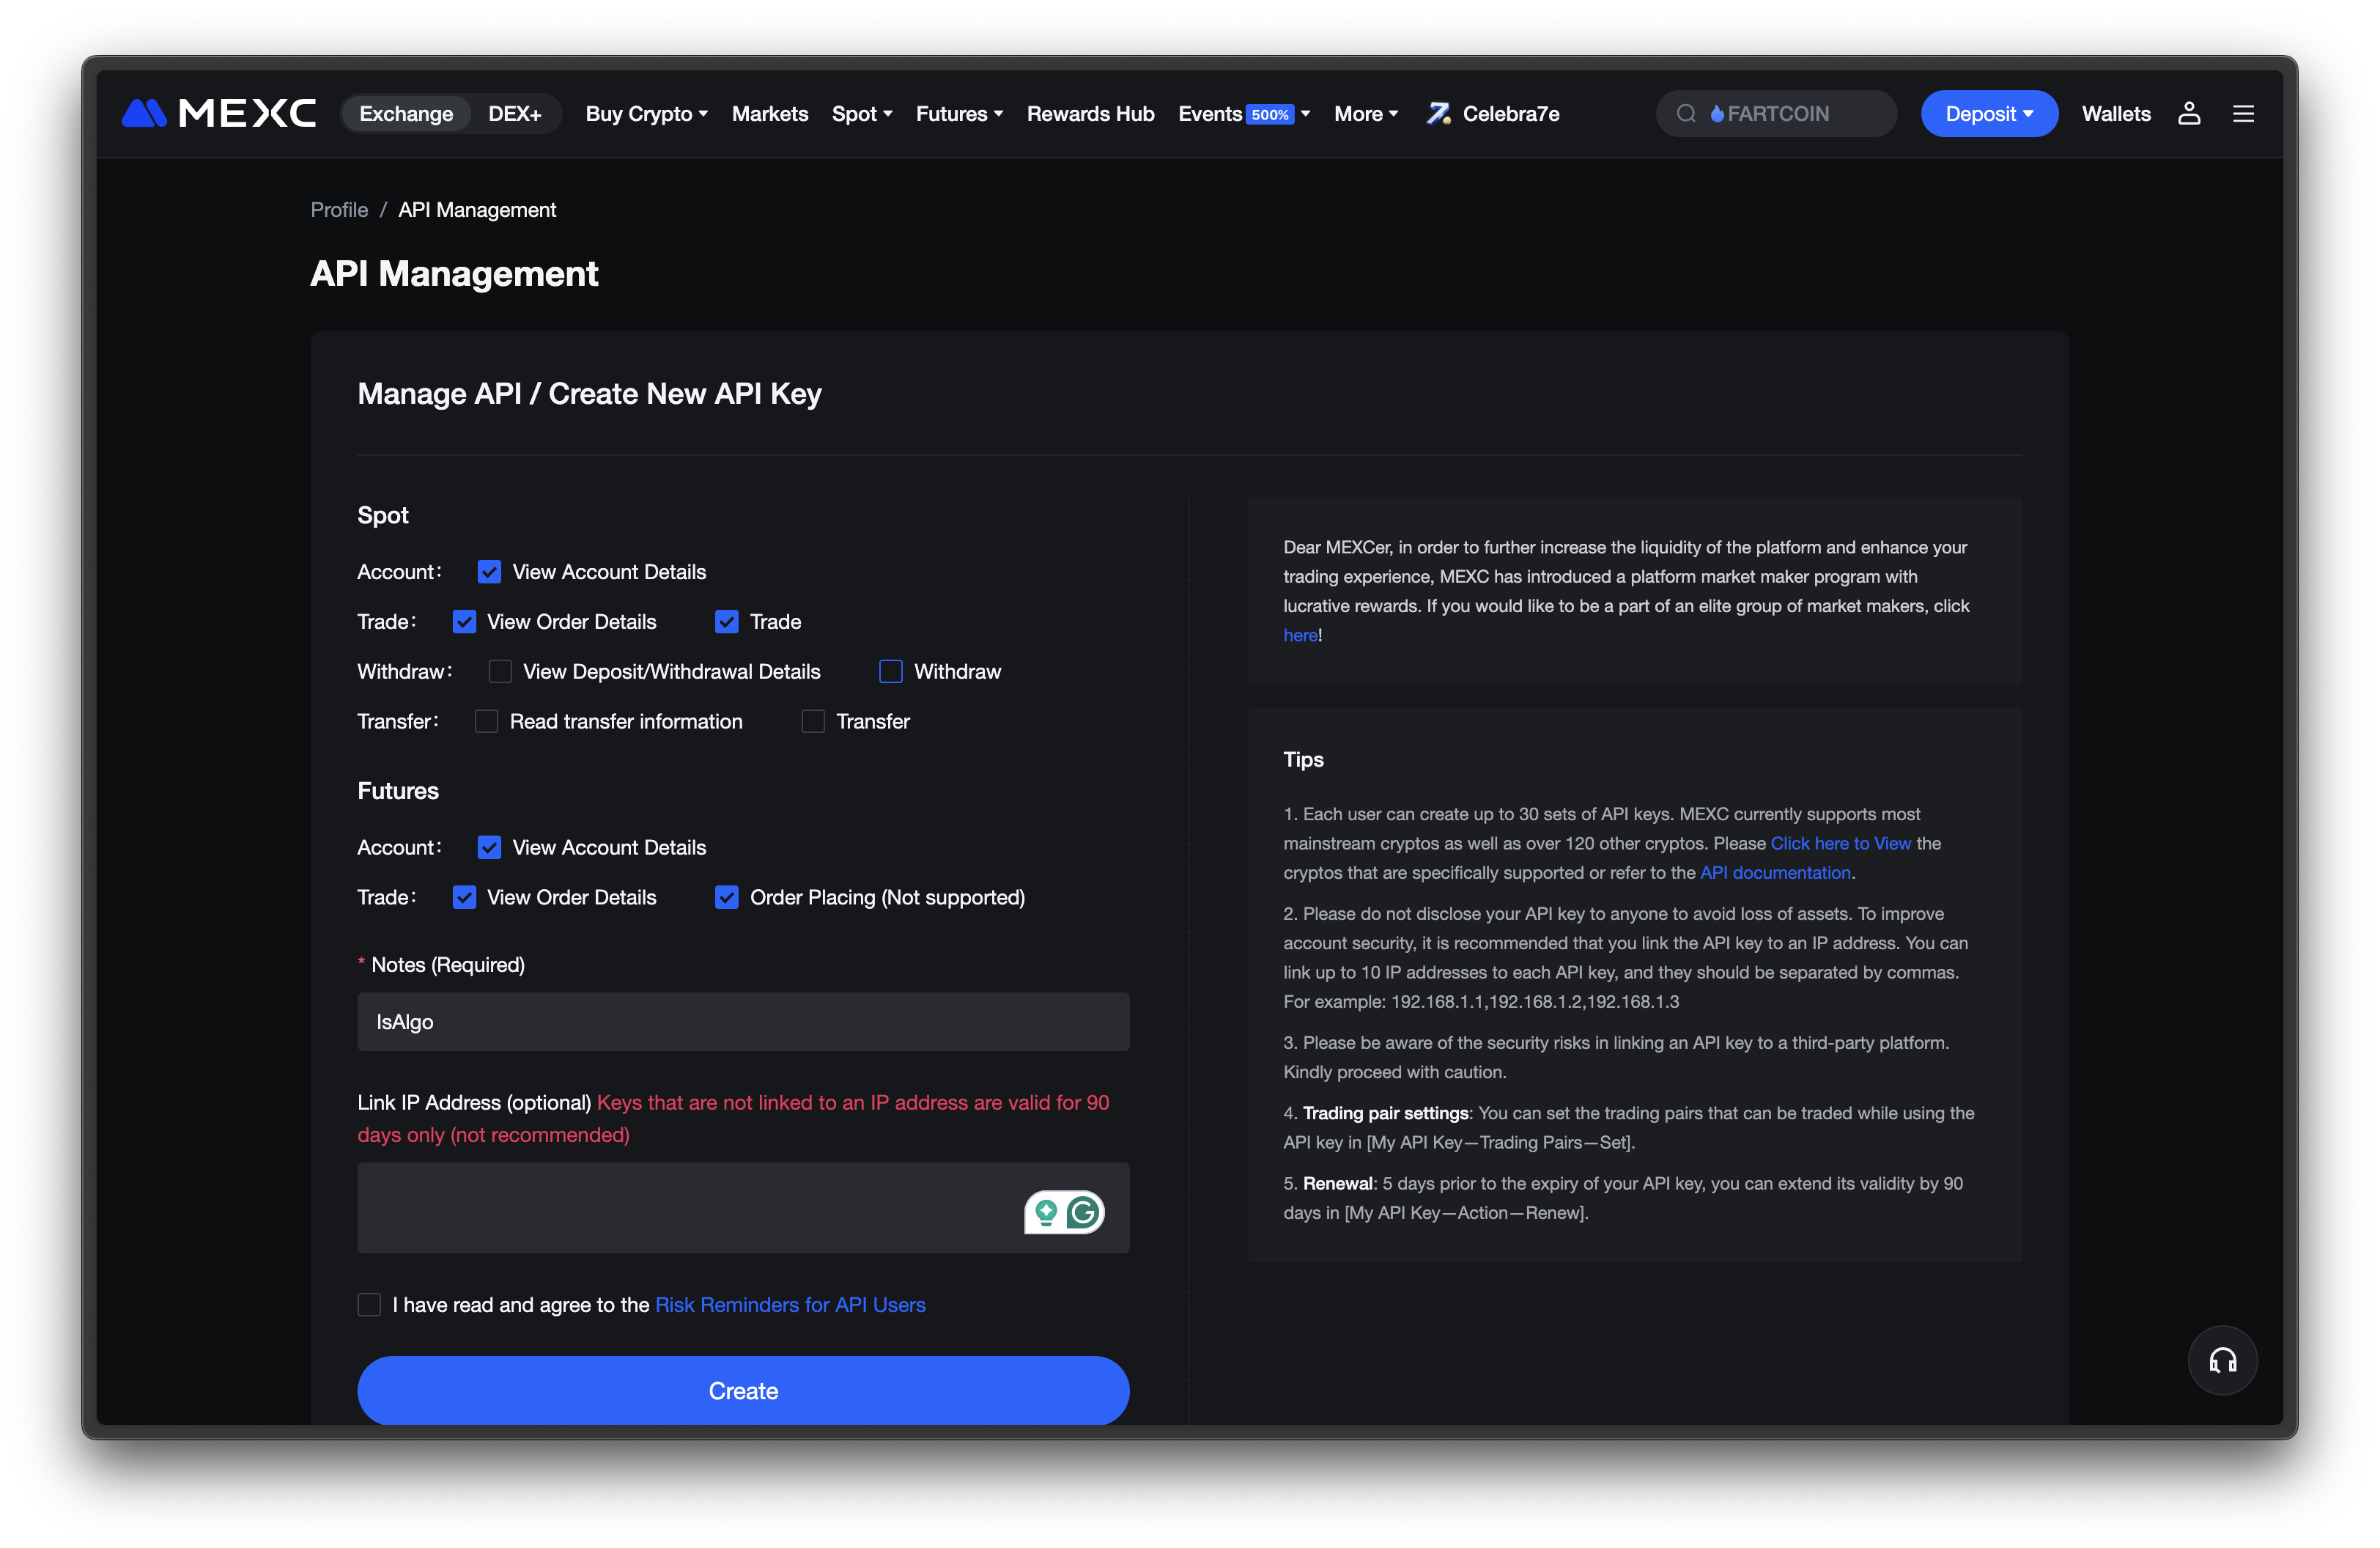 MEXC
Exchange DEX+ Buy Crypto Markets Spot Futures Rewards Hub Events 500% More Celebra7e FARTCOIN Deposit Wallets
Profile / API Management
API Management
Manage API / Create New API Key
Spot
Account: View Account Details
Trade: View Order Details Trade
Withdraw: View Deposit/Withdrawal Details Withdraw
Transfer: Read transfer information Transfer
Futures
Account: View Account Details
Trade: View Order Details Order Placing (Not supported)
* Notes (Required)
IsAlgo
Link IP Address (optional) Keys that are not linked to an IP address are valid for 90
days only (not recommended)
I have read and agree to the Risk Reminders for API Users
Create
Dear MEXCer, in order to further increase the liquidity of the platform and enhance your
trading experience, MEXC has introduced a platform market maker program with
lucrative rewards. If you would like to be a part of an elite group of market makers, click
here!
Tips
1. Each user can create up to 30 sets of API keys. MEXC currently supports most
mainstream cryptos as well as over 120 other cryptos. Please Click here to View the
cryptos that are specifically supported or refer to the API documentation.
2. Please do not disclose your API key to anyone to avoid loss of assets. To improve
account security, it is recommended that you link the API key to an IP address. You can
link up to 10 IP addresses to each API key, and they should be separated by commas.
For example: 192.168.1.1,192.168.1.2,192.168.1.3
3. Please be aware of the security risks in linking an API key to a third-party platform.
Kindly proceed with caution.
4. Trading pair settings: You can set the trading pairs that can be traded while using the
API key in [My API Key—Trading Pairs—Set].
5. Renewal: 5 days prior to the expiry of your API key, you can extend its validity by 90
days in [My API Key—Action—Renew].